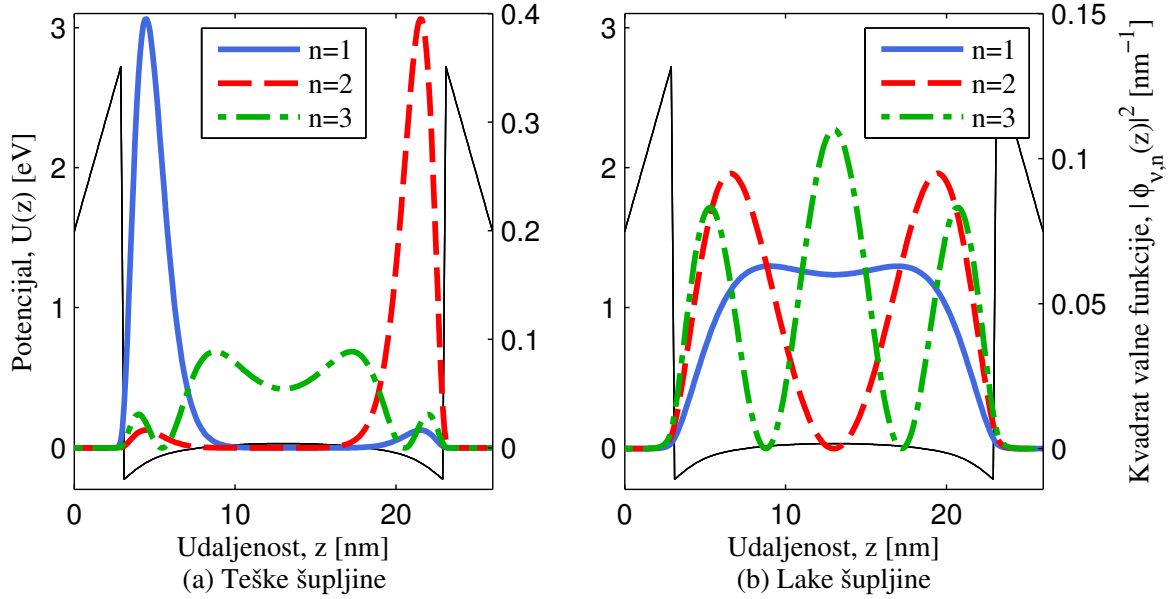 Potencijal, U(z) [eV]
3
2
1
0
0.4
0.3
0.2
0.1
0
n=1
n=2
n=3
0 10 20
Udaljenost, z [nm]
(a) Teške šupljine
3
2
1
0
0.15
0.1
0.05
0
n=1
n=2
n=3
0 10 20
Udaljenost, z [nm]
(b) Lake šupljine
Kvadrat valne funkcije, |ϕν,n(z)|² [nm⁻¹]